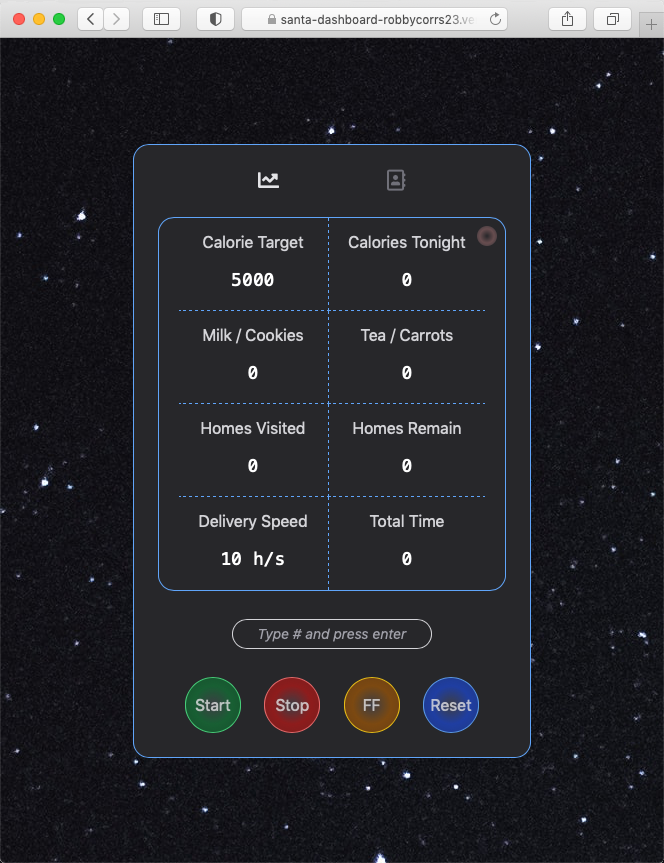 santa-dashboard-robbycorrs23.ve
Calorie Target
Calories Tonight
5000
0
Milk / Cookies
Tea / Carrots
0
0
Homes Visited
Homes Remain
0
0
Delivery Speed
Total Time
10 h/s
0
Type # and press enter
Start
Stop
FF
Reset